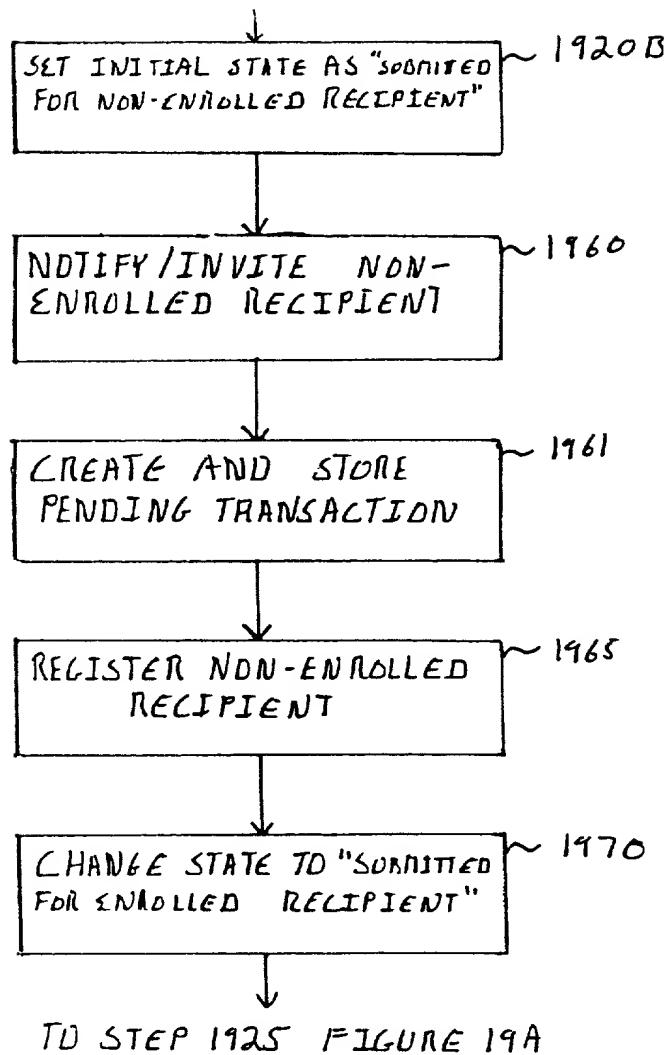 SET INITIAL STATE AS "SUBMITED
FOR NON-ENROLLED RECIPIENT"
1920B
NOTIFY/INVITE NON-
ENROLLED RECIPIENT
1960
CREATE AND STORE
PENDING TRANSACTION
1961
REGISTER NON-ENROLLED
RECIPIENT
1965
CHANGE STATE TO "SUBMITTED
FOR ENROLLED RECIPIENT"
1970
TO STEP 1925 FIGURE 19A